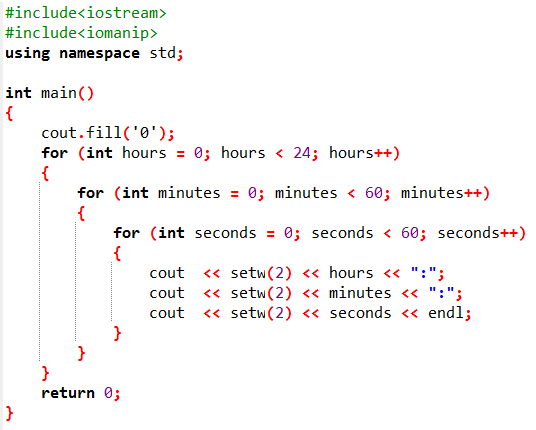 #include<iostream>
#include<iomanip>
using namespace std;

int main()
{
    cout.fill('0');
    for (int hours = 0; hours < 24; hours++)
    {
        for (int minutes = 0; minutes < 60; minutes++)
        {
            for (int seconds = 0; seconds < 60; seconds++)
            {
                cout  << setw(2) << hours << ":";
                cout  << setw(2) << minutes << ":";
                cout  << setw(2) << seconds << endl;
            }
        }
    }
    return 0;
}